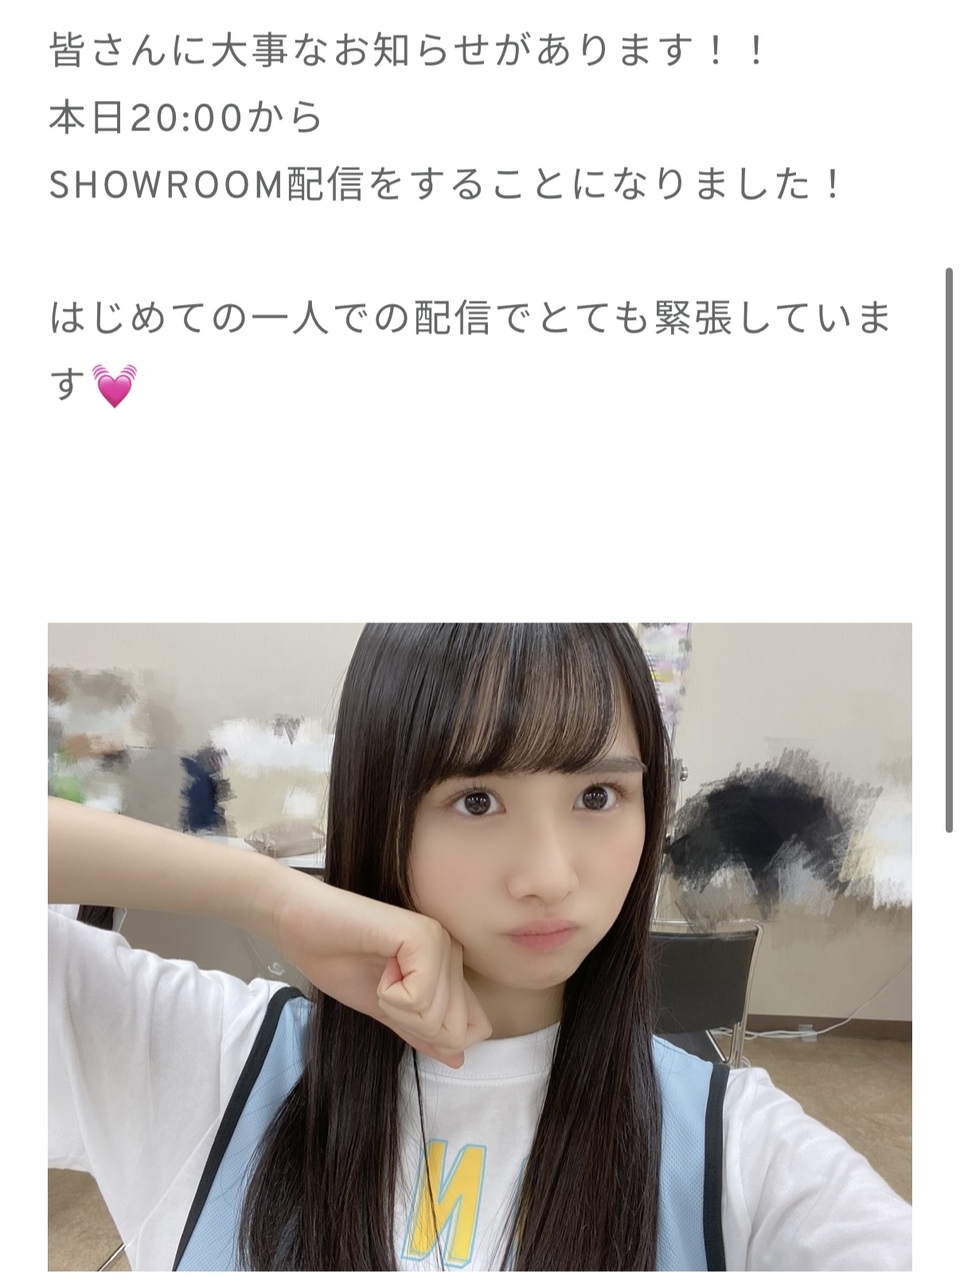 皆さんに大事なお知らせがあります！！
本日20:00から
SHOWROOM配信をすることになりました！
はじめての一人での配信でとても緊張していま
す💓
N